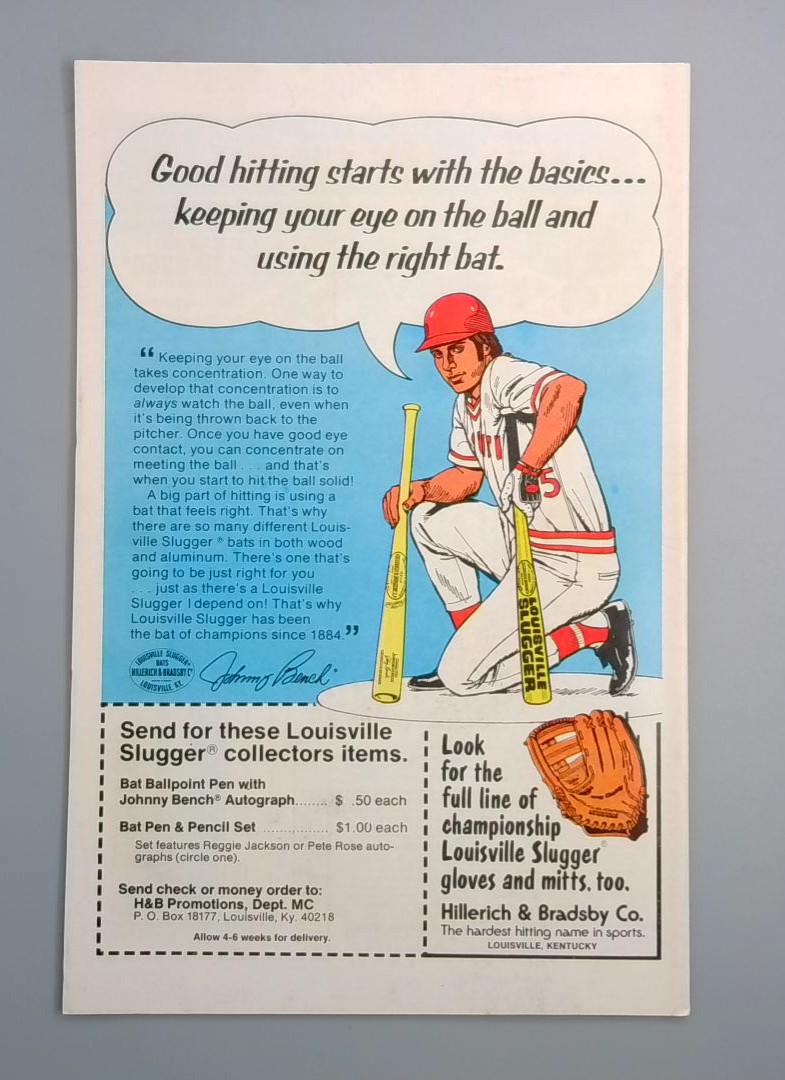 Good hitting starts with the basics...
keeping your eye on the ball and
using the right bat.
“Keeping your eye on the ball
takes concentration. One way to
develop that concentration is to
always watch the ball, even when
it's being thrown back to the
pitcher. Once you have good eye
contact, you can concentrate on
meeting the ball . . . and that's
when you start to hit the ball solid!
A big part of hitting is using a
bat that feels right. That's why
there are so many different Louis-
ville Slugger® bats in both wood
and aluminum. There's one that's
going to be just right for you
. . . just as there's a Louisville
Slugger I depend on! That's why
Louisville Slugger has been
the bat of champions since 1884.”
LOUISVILLE SLUGGER®
BATS
HILLERICH & BRADSBY Co
LOUISVILLE, KY.
Johnny Bench®
5
LOUISVILLE
SLUGGER
Send for these Louisville
Slugger® collectors items.
Bat Ballpoint Pen with
Johnny Bench® Autograph........ $ .50 each
Bat Pen & Pencil Set ................ $1.00 each
Set features Reggie Jackson or Pete Rose auto-
graphs (circle one).
Send check or money order to:
H&B Promotions, Dept. MC
P. O. Box 18177, Louisville, Ky. 40218
Allow 4-6 weeks for delivery.
Look
for the
full line of
championship
Louisville Slugger®
gloves and mitts, too.
Hillerich & Bradsby Co.
The hardest hitting name in sports.
LOUISVILLE, KENTUCKY